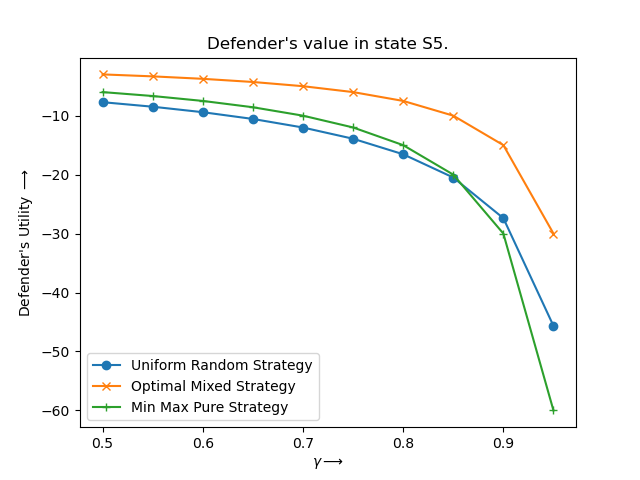 Defender's value in state S5.
Defender's Utility ⟶
−10
−20
−30
−40
−50
−60
Uniform Random Strategy
Optimal Mixed Strategy
Min Max Pure Strategy
0.5 0.6 0.7 0.8 0.9
γ⟶